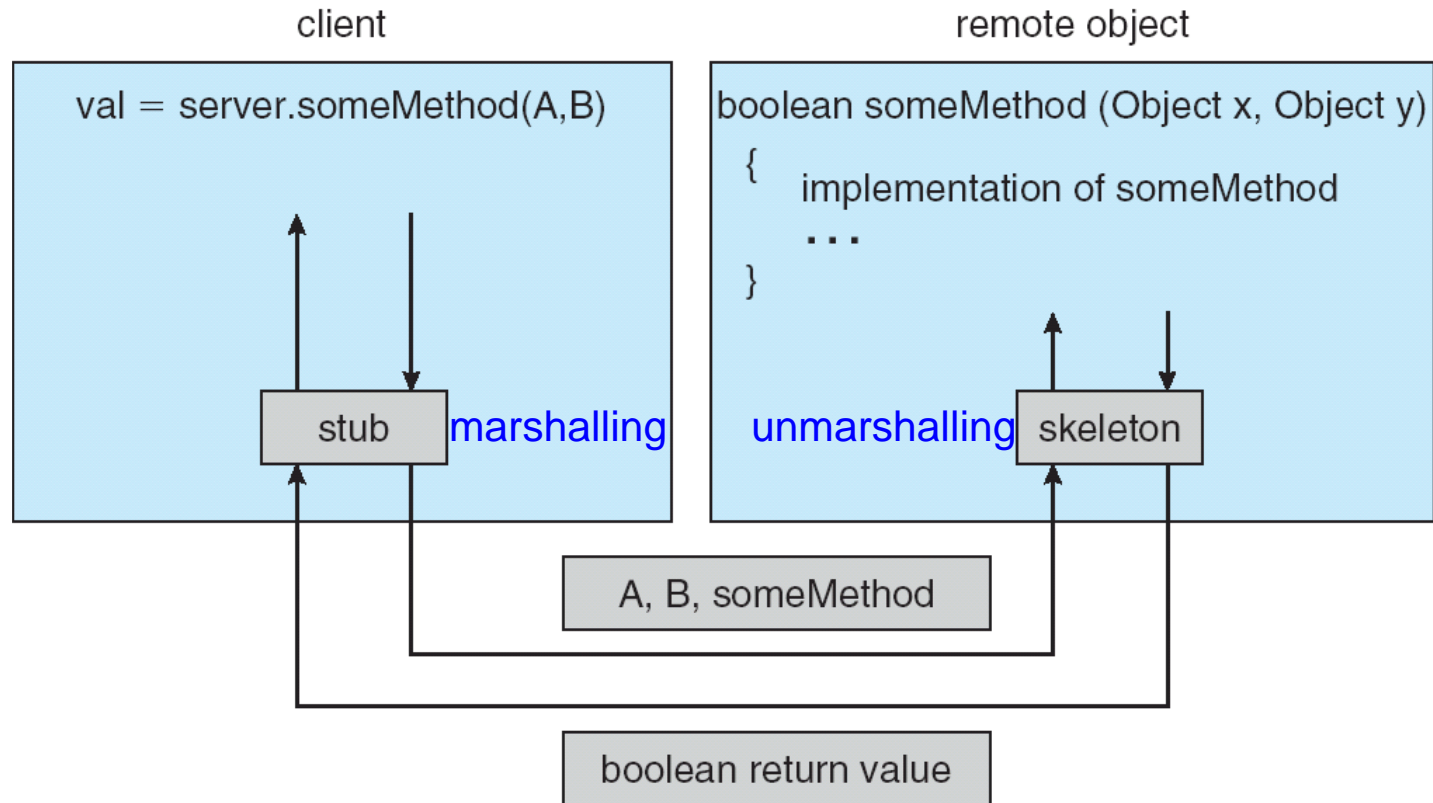 client
val = server.someMethod(A,B)
stub
marshalling
remote object
boolean someMethod (Object x, Object y)
{
implementation of someMethod
...
}
unmarshalling
skeleton
A, B, someMethod
boolean return value